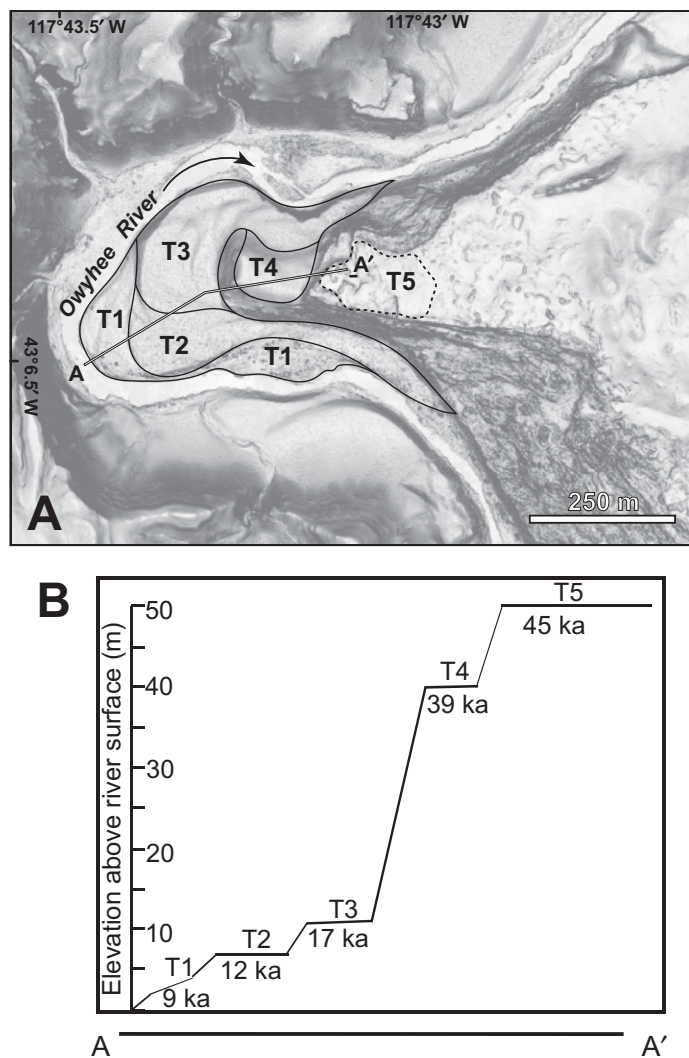 117°43.5′ W
117°43′ W
Owyhee River
T3
T4
A′
T5
T1
T2
T1
A
43°6.5′ W
A
250 m
B
Elevation above river surface (m)
50
40
30
20
10
T5
45 ka
T4
39 ka
T3
17 ka
T2
12 ka
T1
9 ka
A
A′